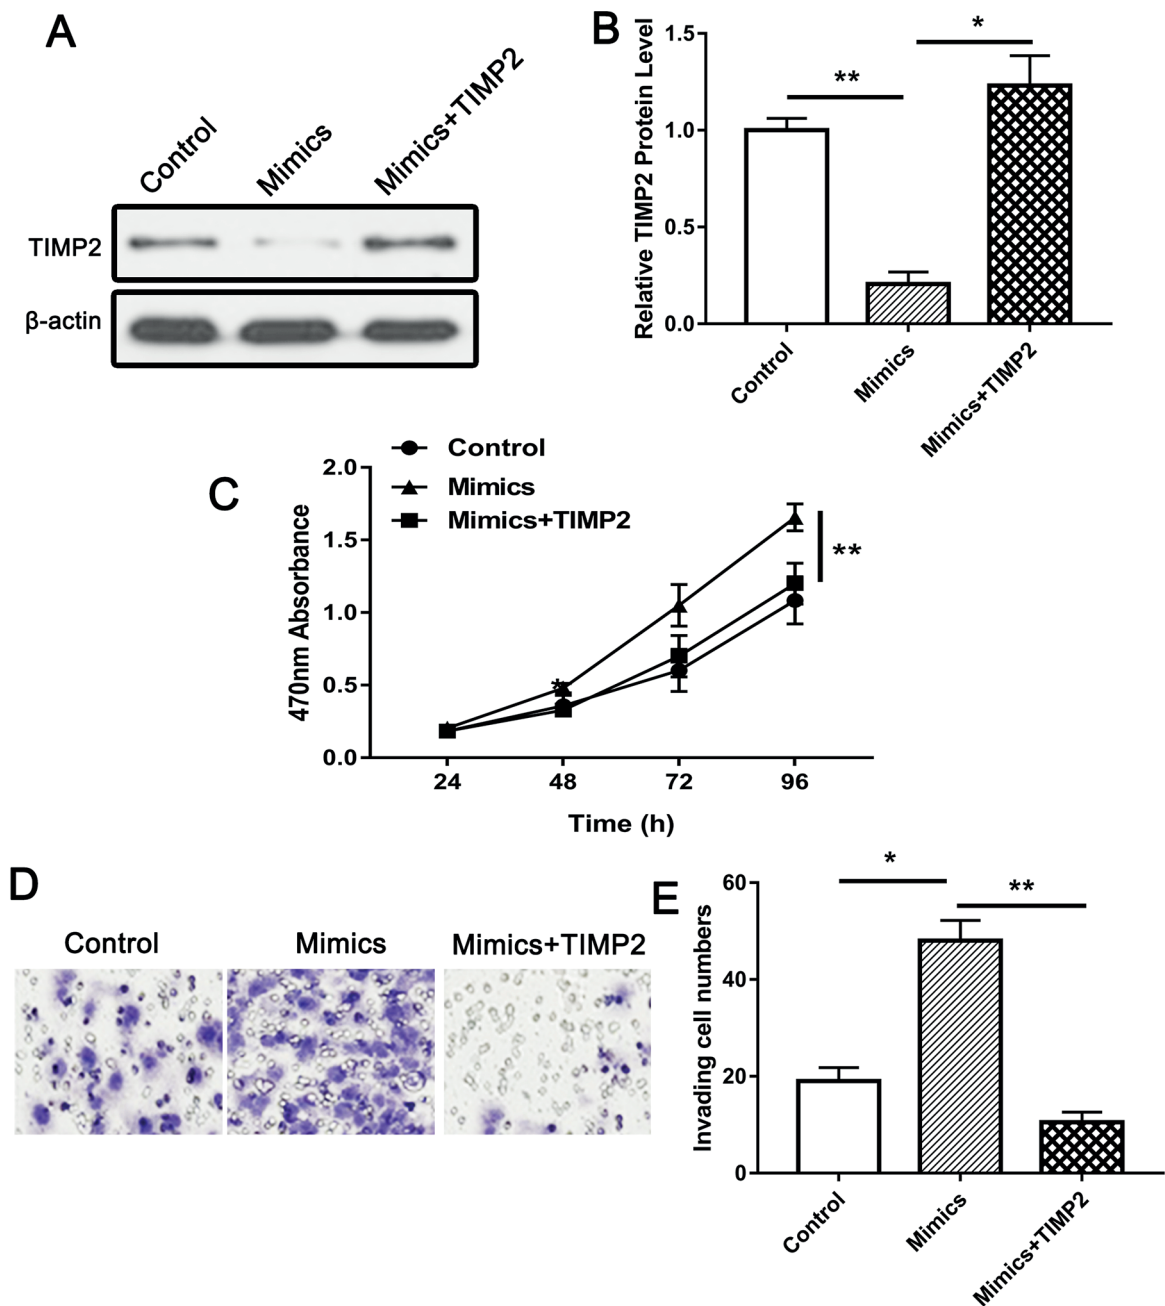 A
Control
Mimics
Mimics+TIMP2
TIMP2
β-actin
B
Relative TIMP2 Protein Level
1.5
1.0
0.5
0.0
**
*
Control
Mimics
Mimics+TIMP2
C
Control
Mimics
Mimics+TIMP2
470nm Absorbance
2.0
1.5
1.0
0.5
0.0
*
**
24 48 72 96
Time (h)
D
Control Mimics Mimics+TIMP2
E
Invading cell numbers
60
40
20
0
*
**
Control
Mimics
Mimics+TIMP2